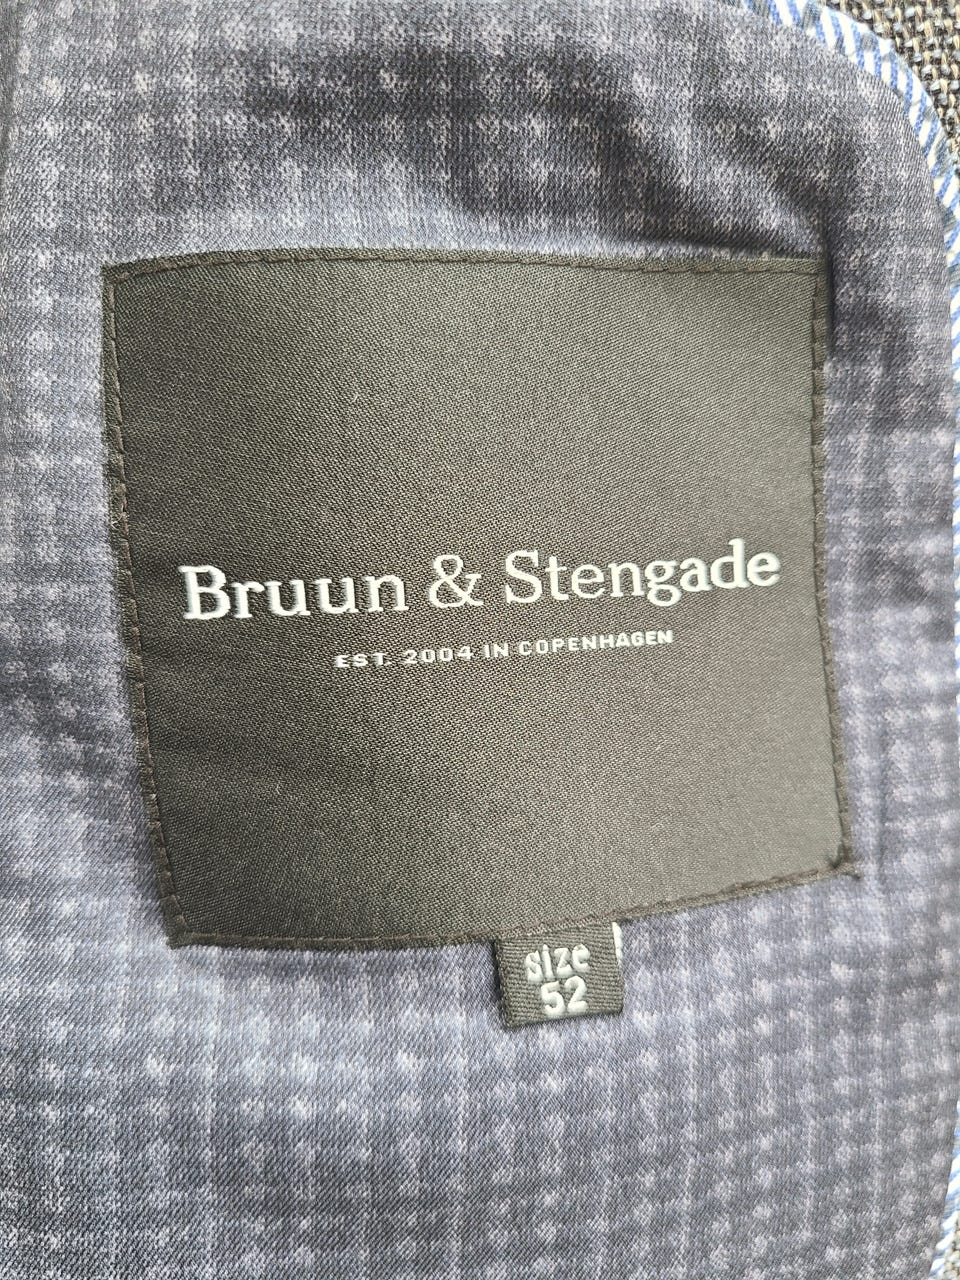 Bruun & Stengade
EST. 2004 IN COPENHAGEN
size
52